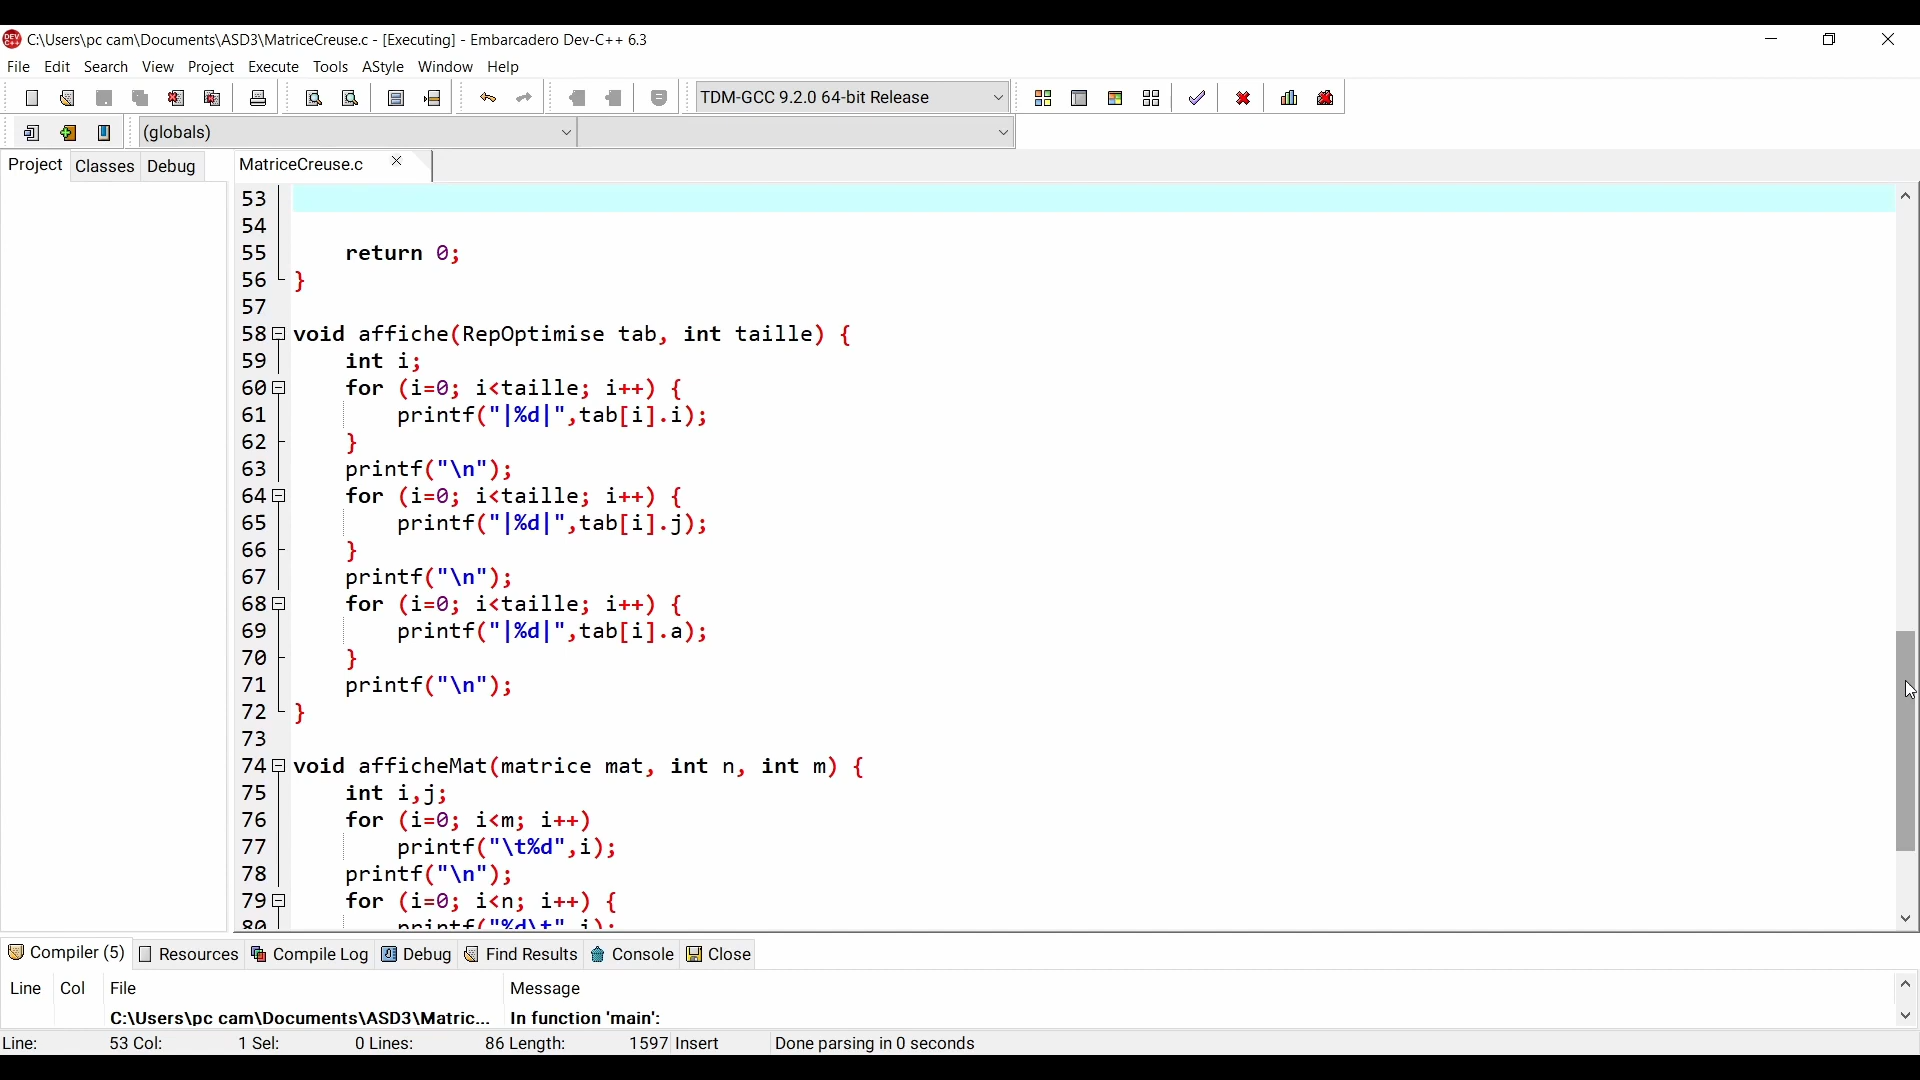 C:\Users\pc cam\Documents\ASD3\MatriceCreuse.c - [Executing] - Embarcadero Dev-C++ 6.3
File Edit Search View Project Execute Tools AStyle Window Help
TDM-GCC 9.2.0 64-bit Release
(globals)
Project Classes Debug MatriceCreuse.c
53
54
55 return 0;
56 }
57
58 void affiche(RepOptimise tab, int taille) {
59 int i;
60 for (i=0; i<taille; i++) {
61 printf("|%d|",tab[i].i);
62 }
63 printf("\n");
64 for (i=0; i<taille; i++) {
65 printf("|%d|",tab[i].j);
66 }
67 printf("\n");
68 for (i=0; i<taille; i++) {
69 printf("|%d|",tab[i].a);
70 }
71 printf("\n");
72 }
73
74 void afficheMat(matrice mat, int n, int m) {
75 int i,j;
76 for (i=0; i<m; i++)
77 printf("\t%d",i);
78 printf("\n");
79 for (i=0; i<n; i++) {
80 printf("%d\t",i);
Compiler (5) Resources Compile Log Debug Find Results Console Close
Line Col File Message
C:\Users\pc cam\Documents\ASD3\Matric... In function 'main':
Line: 53 Col: 1 Sel: 0 Lines: 86 Length: 1597 Insert Done parsing in 0 seconds